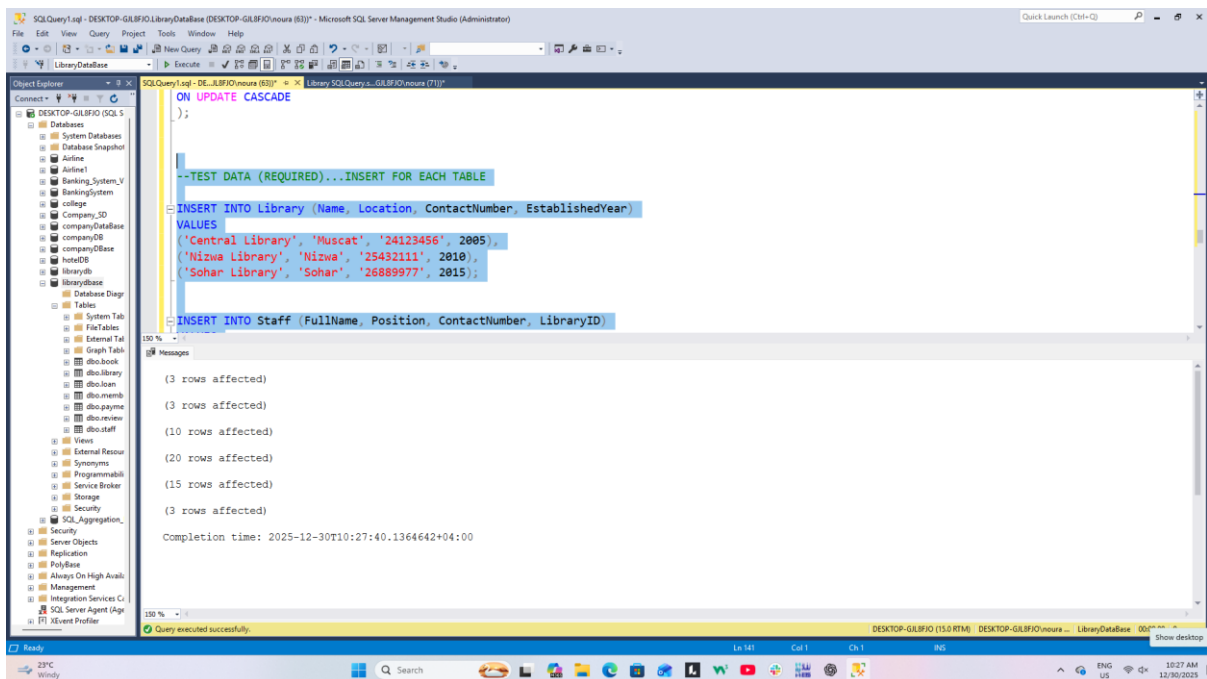 SQLQuery1.sql - DESKTOP-GJL8FJO.LibraryDataBase (DESKTOP-GJL8FJO\noura (63))* - Microsoft SQL Server Management Studio (Administrator)
Quick Launch (Ctrl+Q)
File Edit View Query Project Tools Window Help
New Query
LibraryDataBase
Execute
Object Explorer
SQLQuery1.sql - DE...JL8FJO\noura (63))*
Library SQLQuery.s...GJL8FJO\noura (71))*
Connect
DESKTOP-GJL8FJO (SQL S
Databases
System Databases
Database Snapshot
Airline
Airline1
Banking_System_V
BankingSystem
college
Company_SD
companyDataBase
companyDB
companyDBase
hotelDB
librarydb
librarydbase
Database Diagr
Tables
System Tab
FileTables
External Tal
Graph Table
dbo.book
dbo.library
dbo.loan
dbo.memb
dbo.payme
dbo.review
dbo.staff
Views
External Resour
Synonyms
Programmabili
Service Broker
Storage
Security
SQL_Aggregation_
Security
Server Objects
Replication
PolyBase
Always On High Availa
Management
Integration Services Ca
SQL Server Agent (Age
XEvent Profiler
ON UPDATE CASCADE
);
--TEST DATA (REQUIRED)...INSERT FOR EACH TABLE
INSERT INTO Library (Name, Location, ContactNumber, EstablishedYear)
VALUES
('Central Library', 'Muscat', '24123456', 2005),
('Nizwa Library', 'Nizwa', '25432111', 2010),
('Sohar Library', 'Sohar', '26889977', 2015);
INSERT INTO Staff (FullName, Position, ContactNumber, LibraryID)
150 %
Messages
(3 rows affected)
(3 rows affected)
(10 rows affected)
(20 rows affected)
(15 rows affected)
(3 rows affected)
Completion time: 2025-12-30T10:27:40.1364642+04:00
150 %
Query executed successfully.
DESKTOP-GJL8FJO (15.0 RTM) DESKTOP-GJL8FJO\noura ... LibraryDataBase
Show desktop
Ready
Ln 141 Col 1 Ch 1 INS
23°C
Windy
Search
ENG
US
10:27 AM
12/30/2025